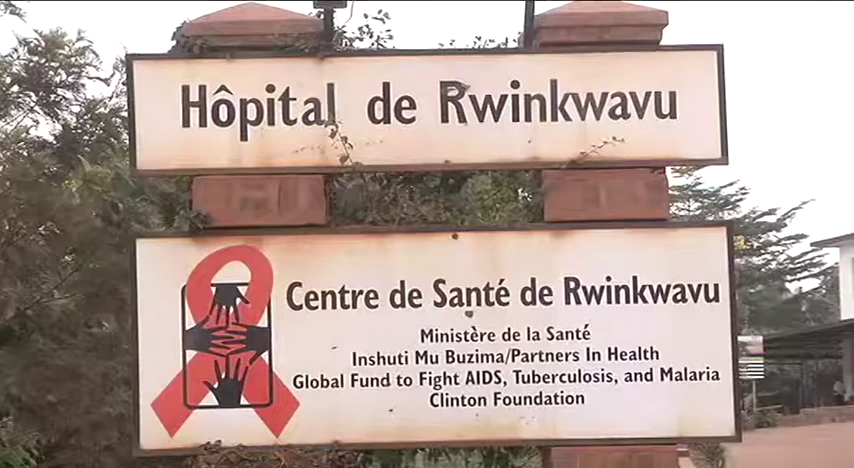 Hôpital de Rwinkwavu
Centre de Santé de Rwinkwavu
Ministère de la Santé
Inshuti Mu Buzima/Partners In Health
Global Fund to Fight AIDS, Tuberculosis, and Malaria
Clinton Foundation